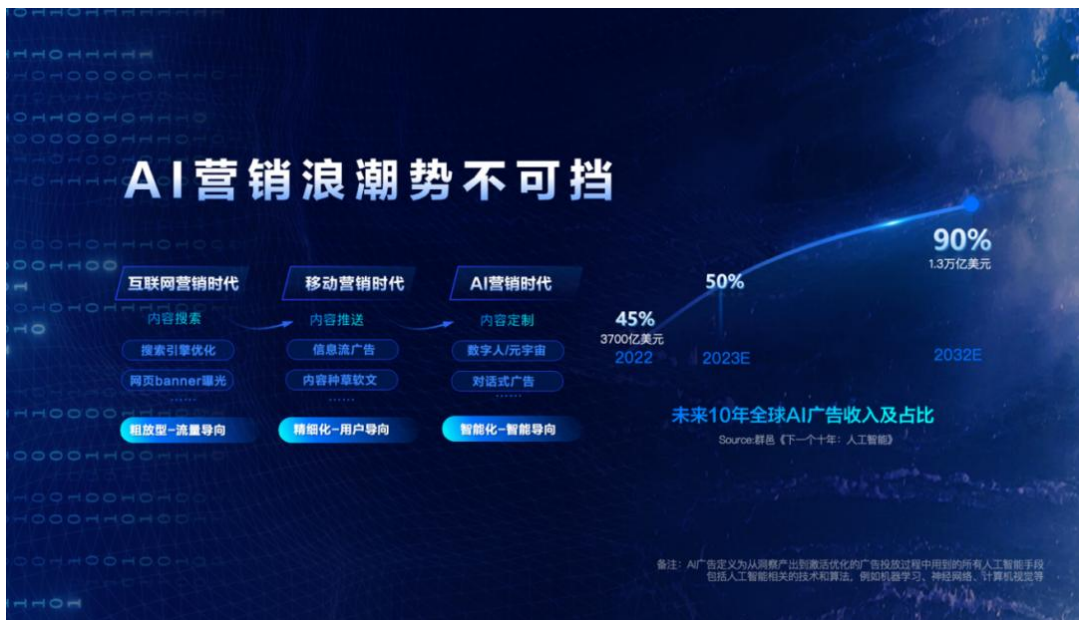 AI营销浪潮势不可挡
互联网营销时代
内容搜索
搜索引擎优化
网页banner曝光
......
粗放型-流量导向
移动营销时代
内容推送
信息流广告
内容种草软文
......
精细化-用户导向
AI营销时代
内容定制
数字人/元宇宙
对话式广告
......
智能化-智能导向
45%
3700亿美元
2022
50%
2023E
90%
1.3万亿美元
2032E
未来10年全球AI广告收入及占比
Source:群邑《下一个十年：人工智能》
备注：AI广告定义为从洞察产出到激活优化的广告投放过程中用到的所有人工智能手段
包括人工智能相关的技术和算法，例如机器学习、神经网络、计算机视觉等